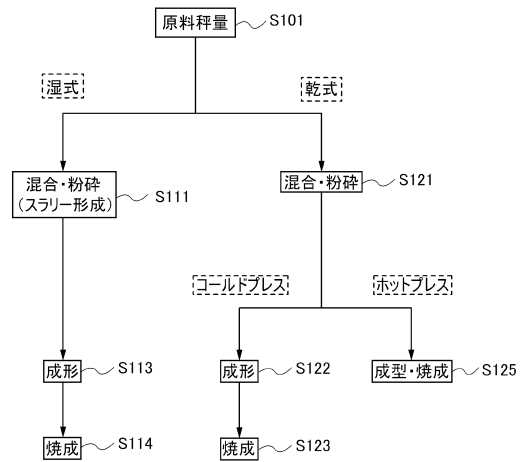 原料秤量 S101
湿式
乾式
混合・粉砕
(スラリー形成)
S111
混合・粉砕 S121
コールドプレス
ホットプレス
成形 S113
成形 S122
成型・焼成 S125
焼成 S114
焼成 S123